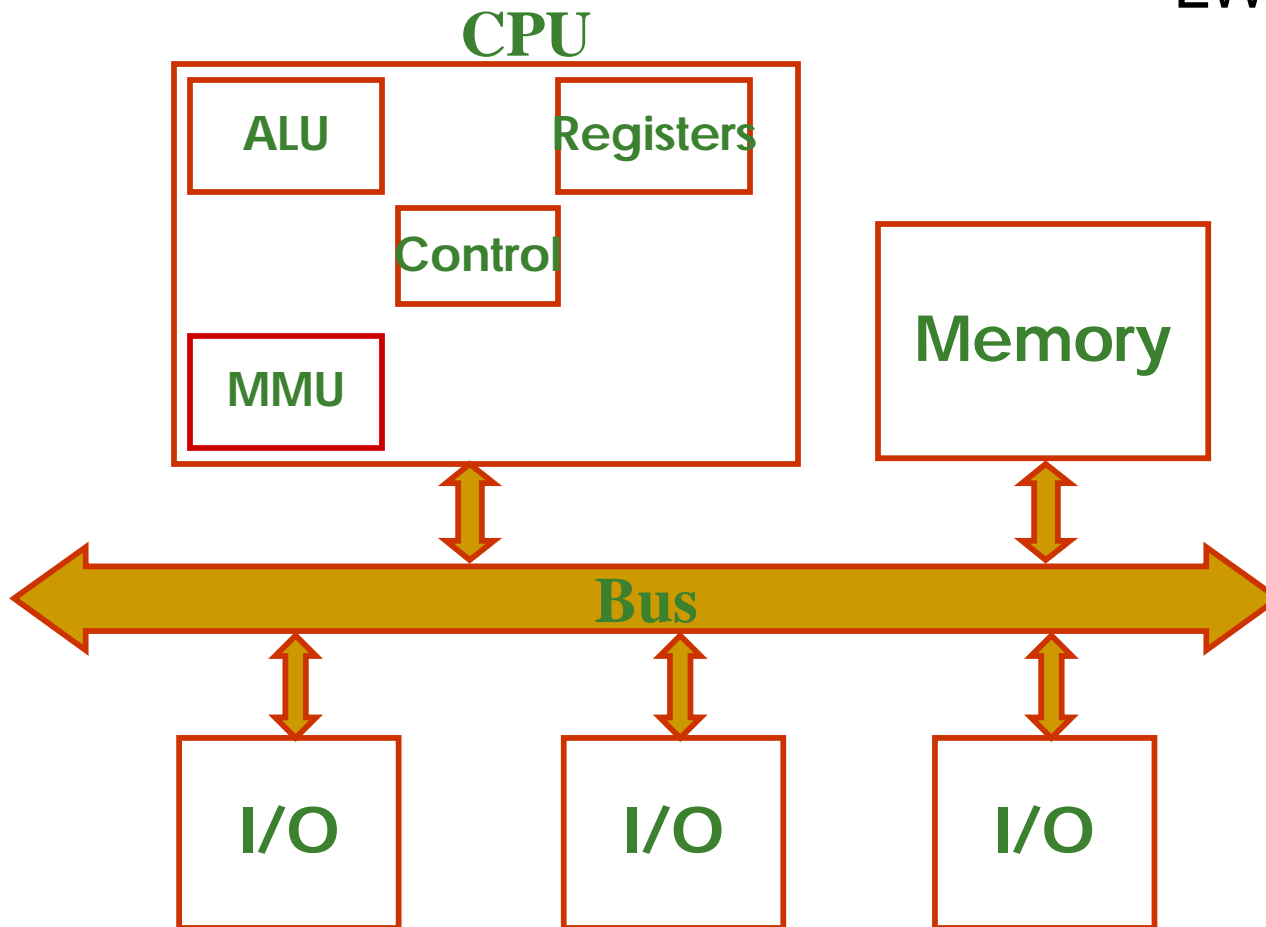 CPU
ALU
Registers
Control
Memory
MMU
Bus
I/O
I/O
I/O